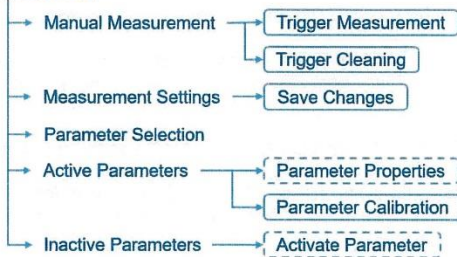 Manual Measurement
Trigger Measurement
Trigger Cleaning
Measurement Settings
Save Changes
Parameter Selection
Active Parameters
Parameter Properties
Parameter Calibration
Inactive Parameters
Activate Parameter